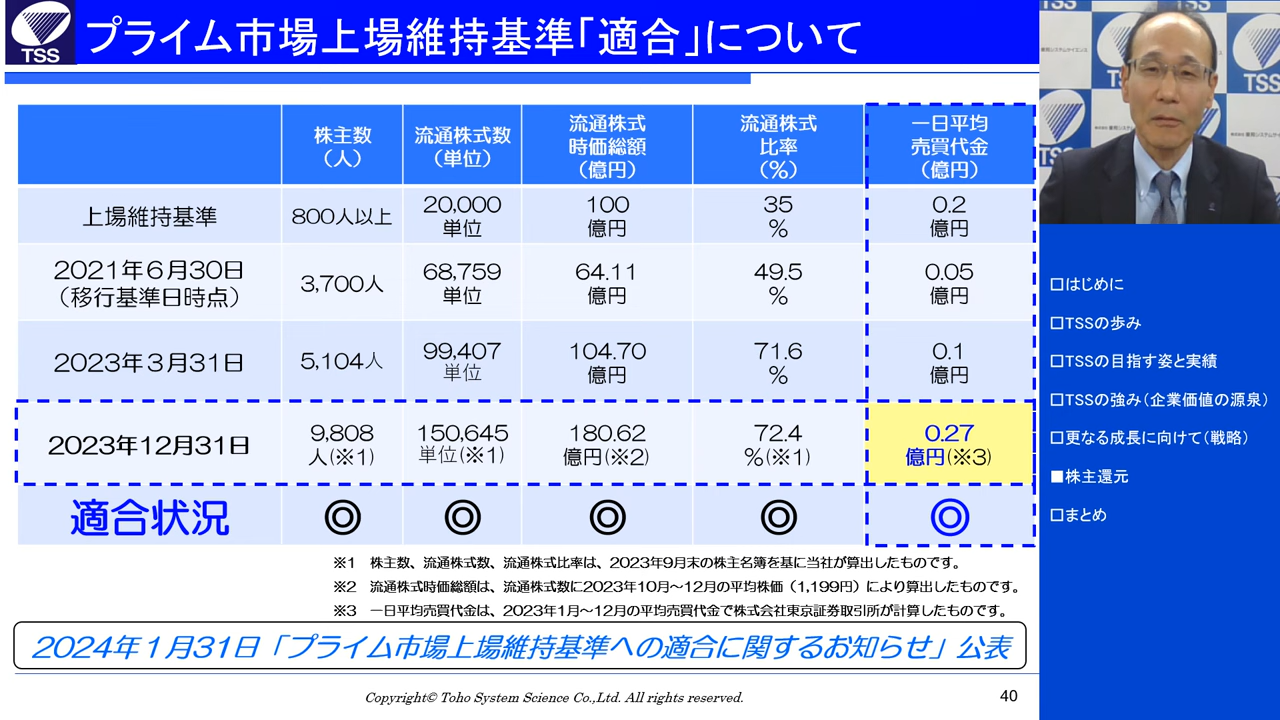 TSS
プライム市場上場維持基準「適合」について
株主数
（人）
流通株式数
（単位）
流通株式
時価総額
（億円）
流通株式
比率
（％）
一日平均
売買代金
（億円）
上場維持基準
800人以上
20,000
単位
100
億円
35
％
0.2
億円
2021年６月30日
（移行基準日時点）
3,700人
68,759
単位
64.11
億円
49.5
％
0.05
億円
2023年３月31日
5,104人
99,407
単位
104.70
億円
71.6
％
0.1
億円
2023年12月31日
9,808
人(※1)
150,645
単位(※1)
180.62
億円(※2)
72.4
％(※1)
0.27
億円(※3)
適合状況
◎
◎
◎
◎
◎
※1　株主数、流通株式数、流通株式比率は、2023年9月末の株主名簿を基に当社が算出したものです。
※2　流通株式時価総額は、流通株式数に2023年10月～12月の平均株価（1,199円）により算出したものです。
※3　一日平均売買代金は、2023年1月～12月の平均売買代金で株式会社東京証券取引所が計算したものです。
2024年１月31日「プライム市場上場維持基準への適合に関するお知らせ」公表
Copyright© Toho System Science Co.,Ltd. All rights reserved.
40
TSS
TSS
TSS
□はじめに
□TSSの歩み
□TSSの目指す姿と実績
□TSSの強み（企業価値の源泉）
□更なる成長に向けて（戦略）
■株主還元
□まとめ